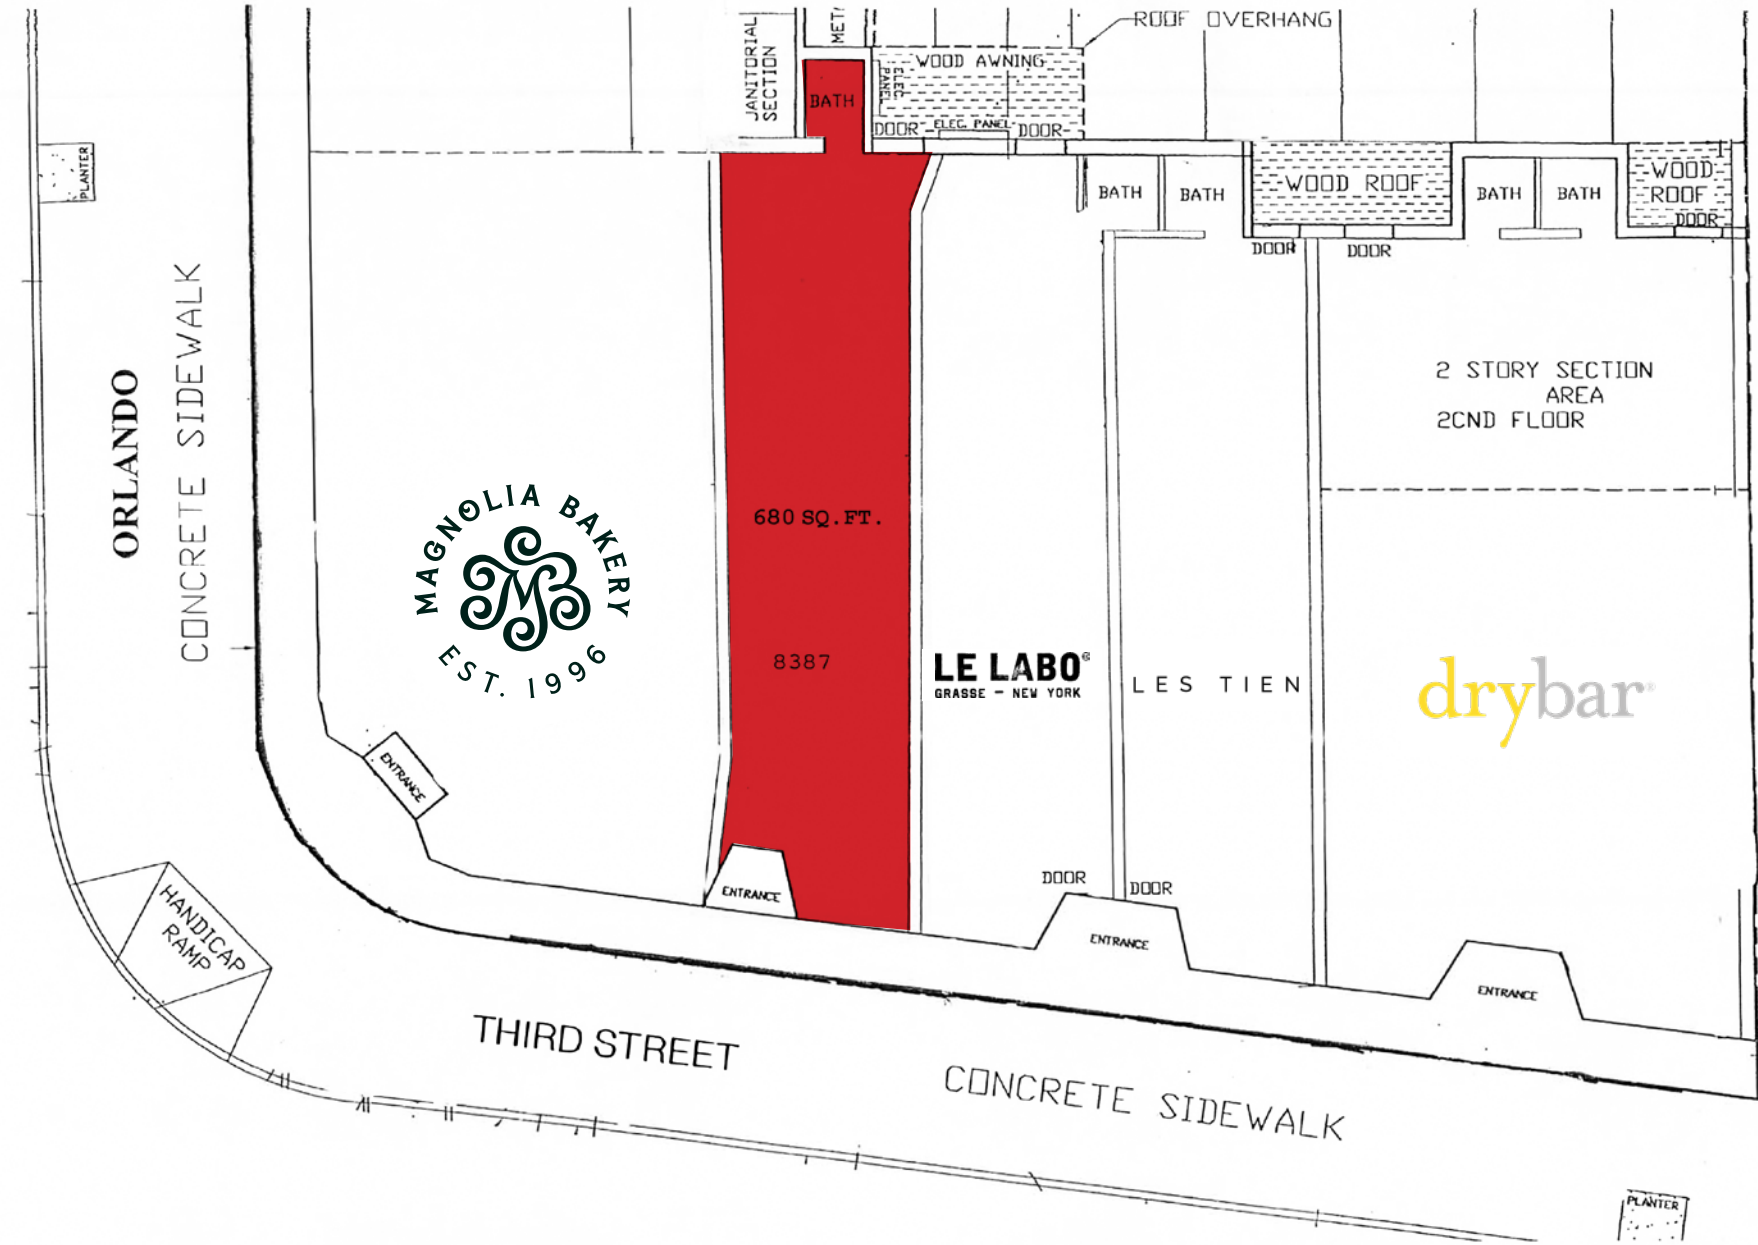 ROOF OVERHANG
JANITORIAL
SECTION
WOOD AWNING
ELEC.
PANEL
BATH
DOOR
ELEC. PANEL
DOOR
PLANTER
BATH
BATH
WOOD ROOF
BATH
BATH
WOOD
ROOF
DOOR
DOOR
DOOR
ORLANDO
CONCRETE SIDEWALK
2 STORY SECTION
AREA
2CND FLOOR
MAGNOLIA BAKERY
M
EST. 1996
680 SQ.FT.
8387
LE LABO®
GRASSE — NEW YORK
LES TIEN
drybar
ENTRANCE
ENTRANCE
DOOR
DOOR
ENTRANCE
ENTRANCE
HANDICAP
RAMP
THIRD STREET
CONCRETE SIDEWALK
PLANTER